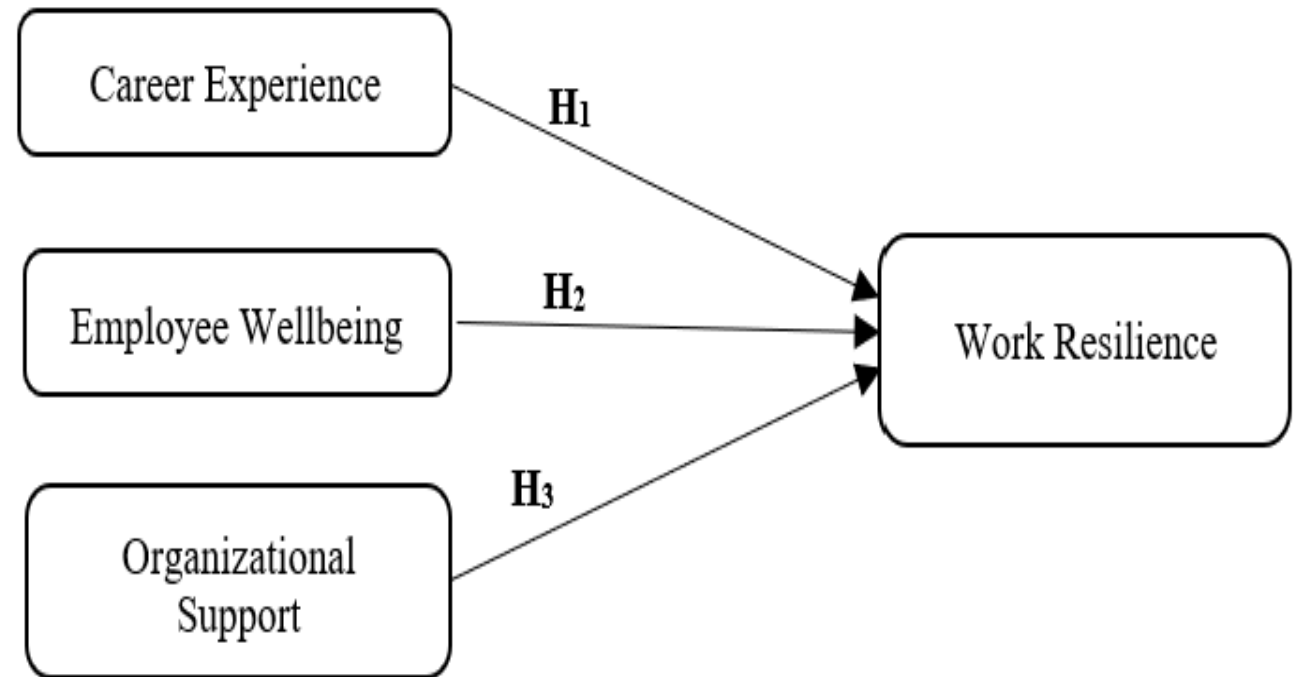 Career Experience
H1
Employee Wellbeing
H2
Work Resilience
H3
Organizational
Support